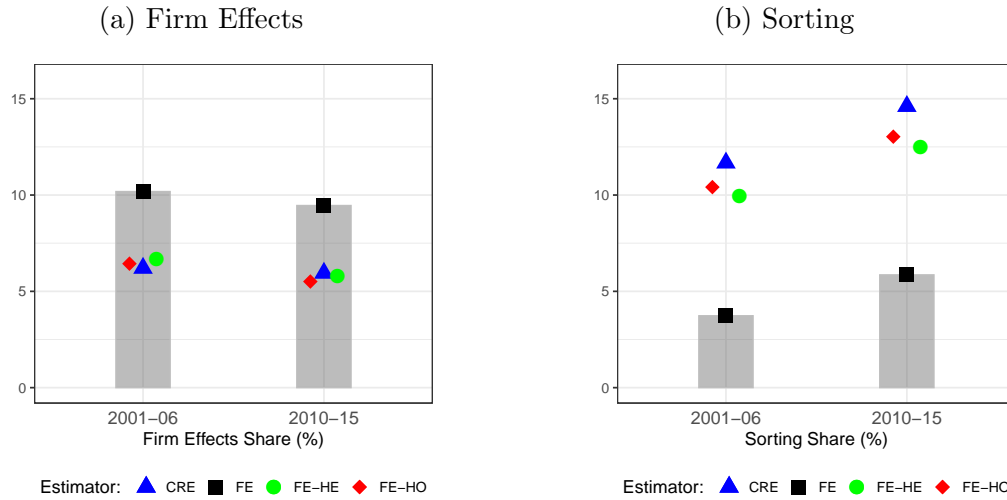 (a) Firm Effects
(b) Sorting
15
10
5
0
2001−06
2010−15
Firm Effects Share (%)
Estimator: CRE FE FE−HE FE−HO
15
10
5
0
2001−06
2010−15
Sorting Share (%)
Estimator: CRE FE FE−HE FE−HO